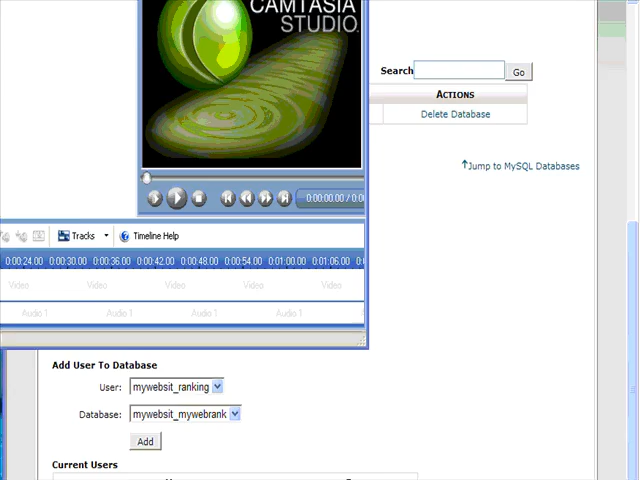 CAMTASIA
STUDIO
Search
Go
ACTIONS
Delete Database
Jump to MySQL Databases
0:00:00.00 / 0:0
Tracks
Timeline Help
0:00:24.00 0:00:30.00 0:00:36.00 0:00:42.00 0:00:48.00 0:00:54.00 0:01:00.00 0:01:06.00 0:
Video Video Video Video Video
Audio 1 Audio 1 Audio 1 Audio 1
Add User To Database
User: mywebsit_ranking
Database: mywebsit_mywebrank
Add
Current Users